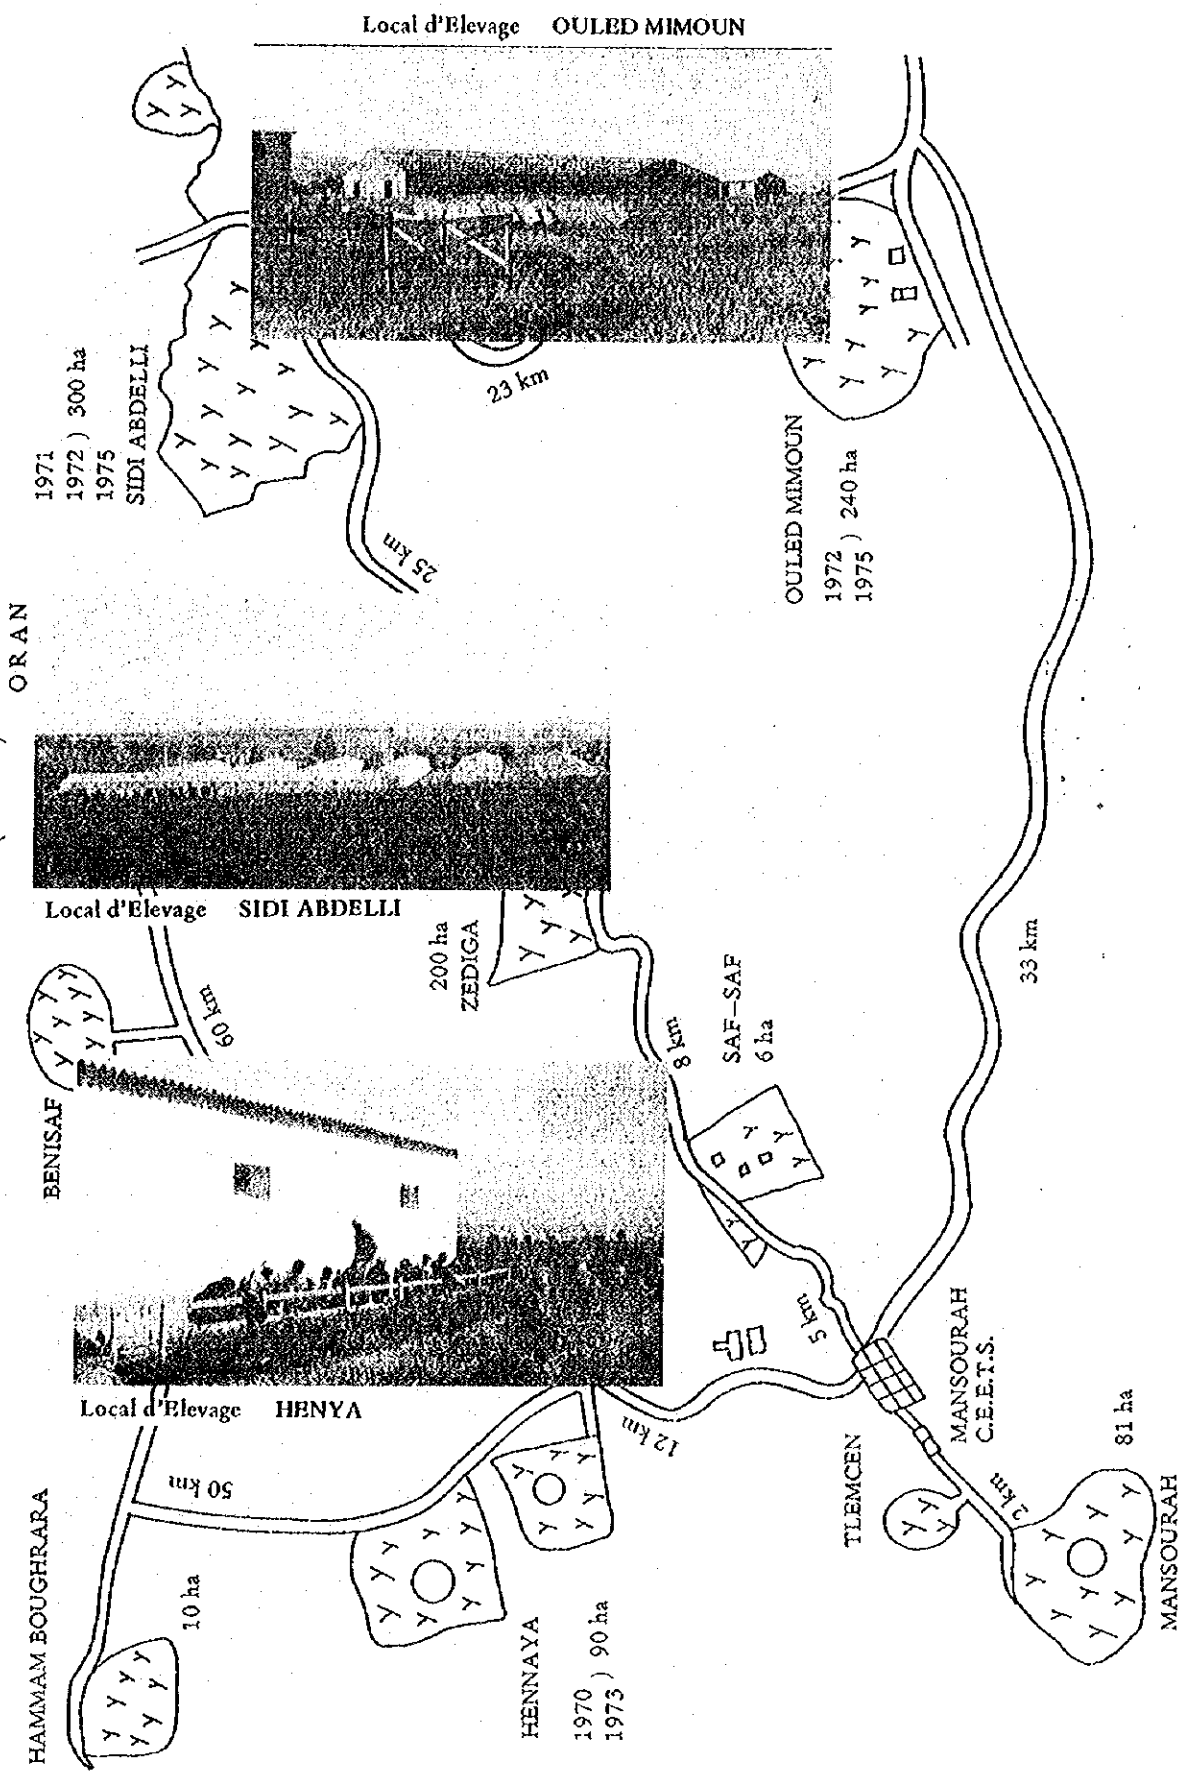 Local d'Elevage OULED MIMOUN
1971
1972 ) 300 ha
1975
SIDI ABDELLI
23 km
25 km
ORAN
OULED MIMOUN
1972
1975 ) 240 ha
Local d'Elevage SIDI ABDELLI
200 ha
ZEDIGA
BENISAF
60 km
8 km
SAF-SAF
6 ha
33 km
Local d'Elevage HENYA
5 km
12 km
50 km
MANSOURAH
C.E.E.T.S.
TLEMCEN
2 km
81 ha
MANSOURAH
HAMMAM BOUGHRARA
10 ha
HENNAYA
1970
1973 ) 90 ha